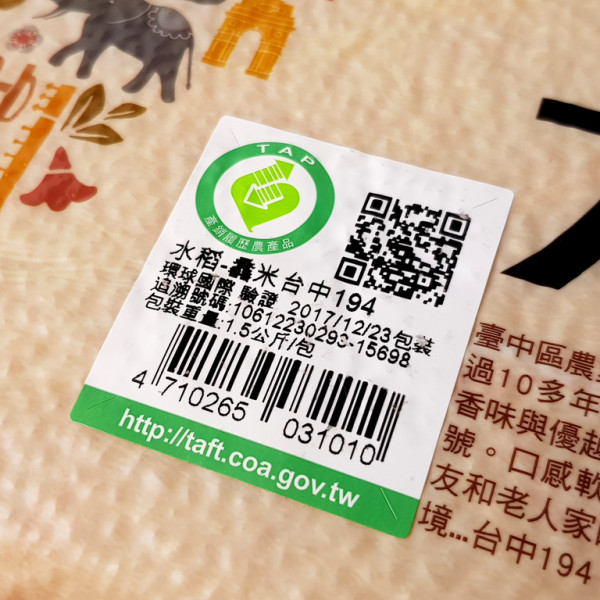 TAP
產銷履歷農產品
水稻-轟米台中194
環球國際 驗證 2017/12/23包裝
追溯號碼:10612230293-15698
包裝重量:1.5公斤/包
4 710265 031010
http://taft.coa.gov.tw
臺中區農
過10多年
香味與優越
號。口感軟
友和老人家
境...台中194